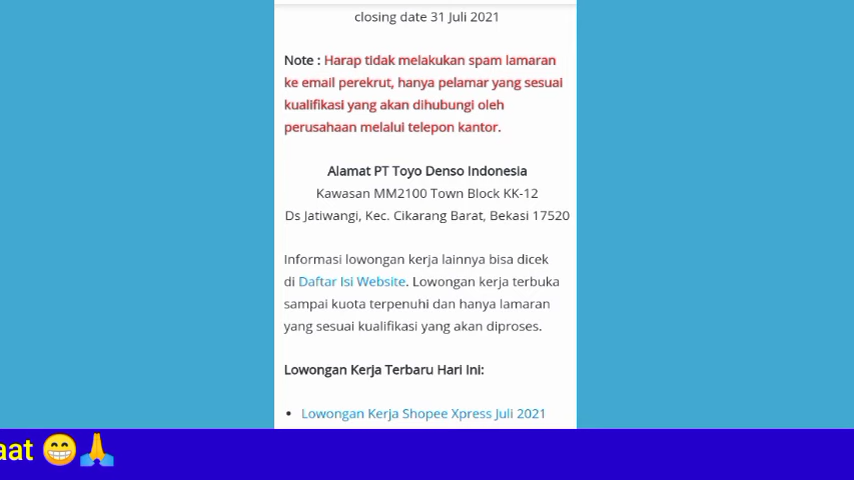 closing date 31 Juli 2021
Note : Harap tidak melakukan spam lamaran
ke email perekrut, hanya pelamar yang sesuai
kualifikasi yang akan dihubungi oleh
perusahaan melalui telepon kantor.
Alamat PT Toyo Denso Indonesia
Kawasan MM2100 Town Block KK-12
Ds Jatiwangi, Kec. Cikarang Barat, Bekasi 17520
Informasi lowongan kerja lainnya bisa dicek
di Daftar Isi Website. Lowongan kerja terbuka
sampai kuota terpenuhi dan hanya lamaran
yang sesuai kualifikasi yang akan diproses.
Lowongan Kerja Terbaru Hari Ini:
• Lowongan Kerja Shopee Xpress Juli 2021
aat 😁🙏